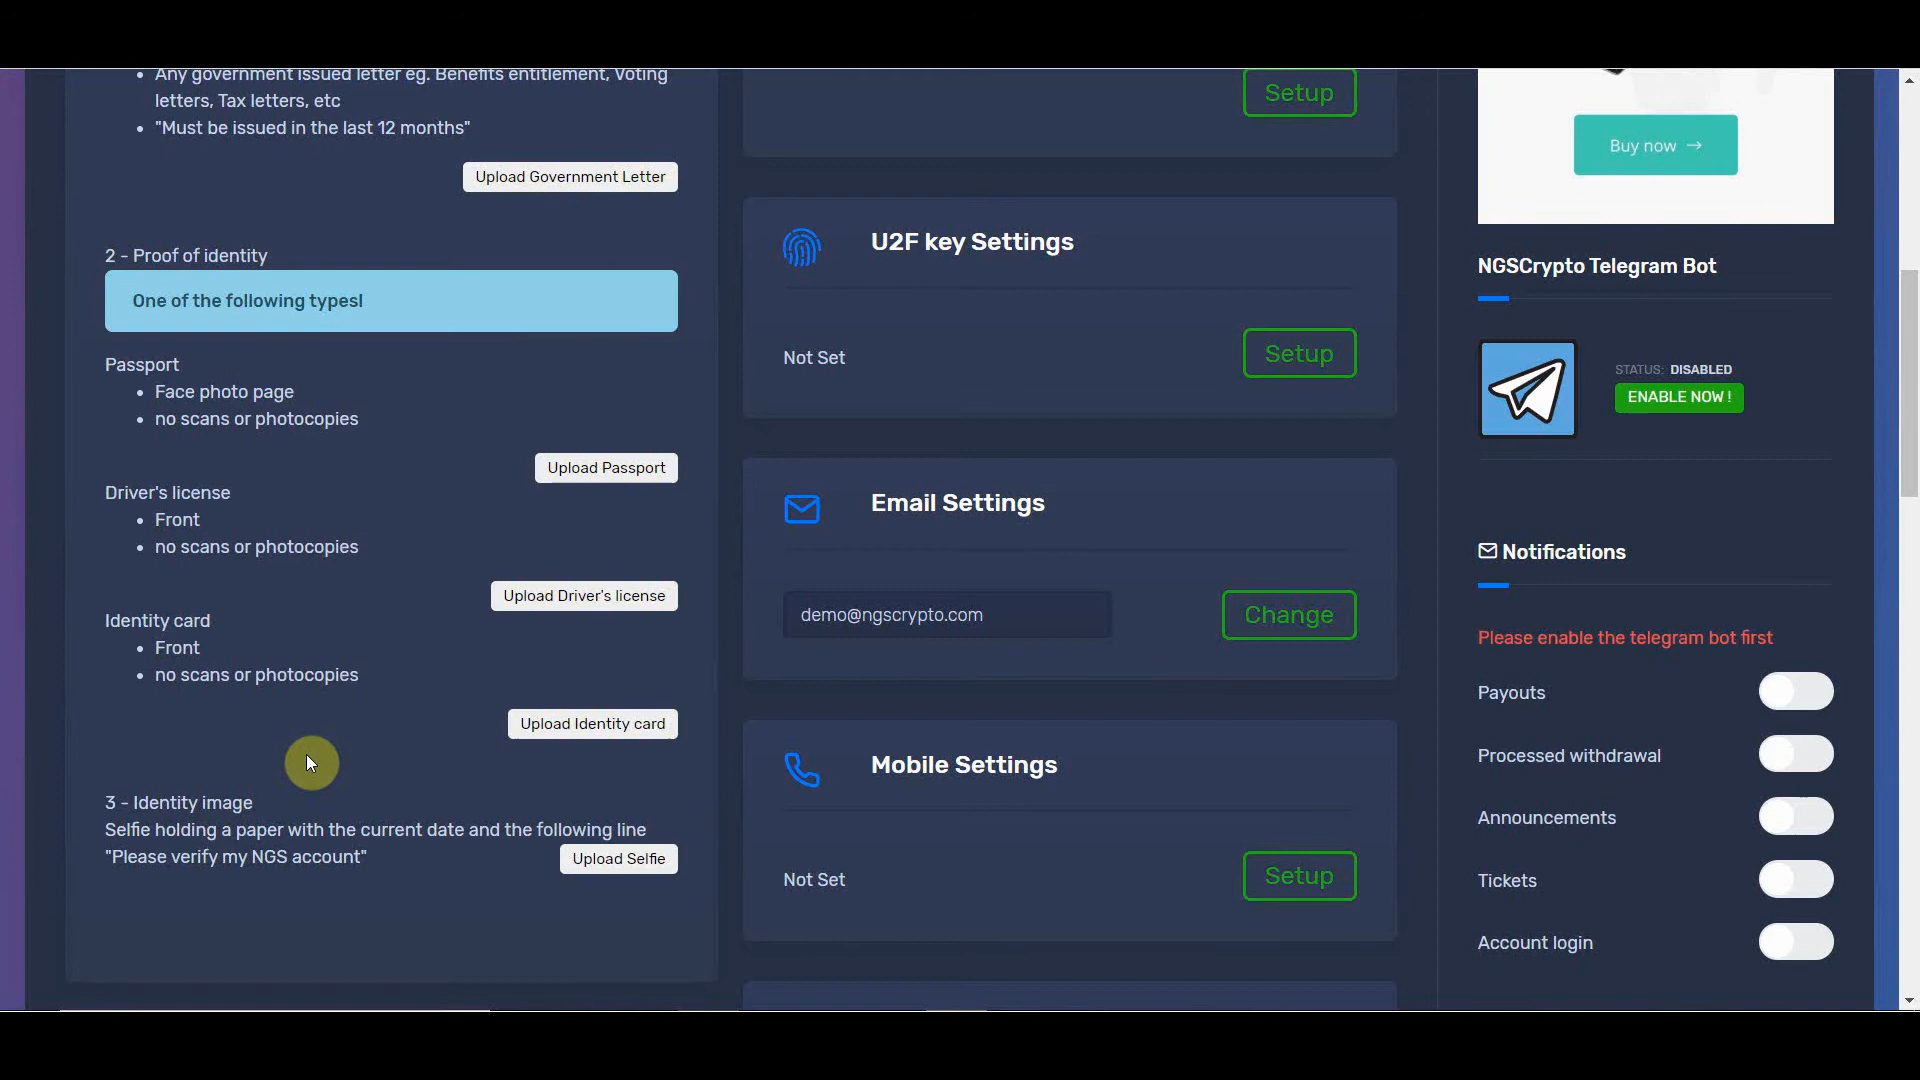 Any government issued letter eg. Benefits entitlement, Voting
letters, Tax letters, etc
"Must be issued in the last 12 months"
Upload Government Letter
2 - Proof of identity
One of the following types!
Passport
Face photo page
no scans or photocopies
Upload Passport
Driver's license
Front
no scans or photocopies
Upload Driver's license
Identity card
Front
no scans or photocopies
Upload Identity card
3 - Identity image
Selfie holding a paper with the current date and the following line
"Please verify my NGS account"
Upload Selfie
Setup
U2F key Settings
Not Set
Setup
Email Settings
demo@ngscrypto.com
Change
Mobile Settings
Not Set
Setup
Buy now →
NGSCrypto Telegram Bot
STATUS: DISABLED
ENABLE NOW !
Notifications
Please enable the telegram bot first
Payouts
Processed withdrawal
Announcements
Tickets
Account login